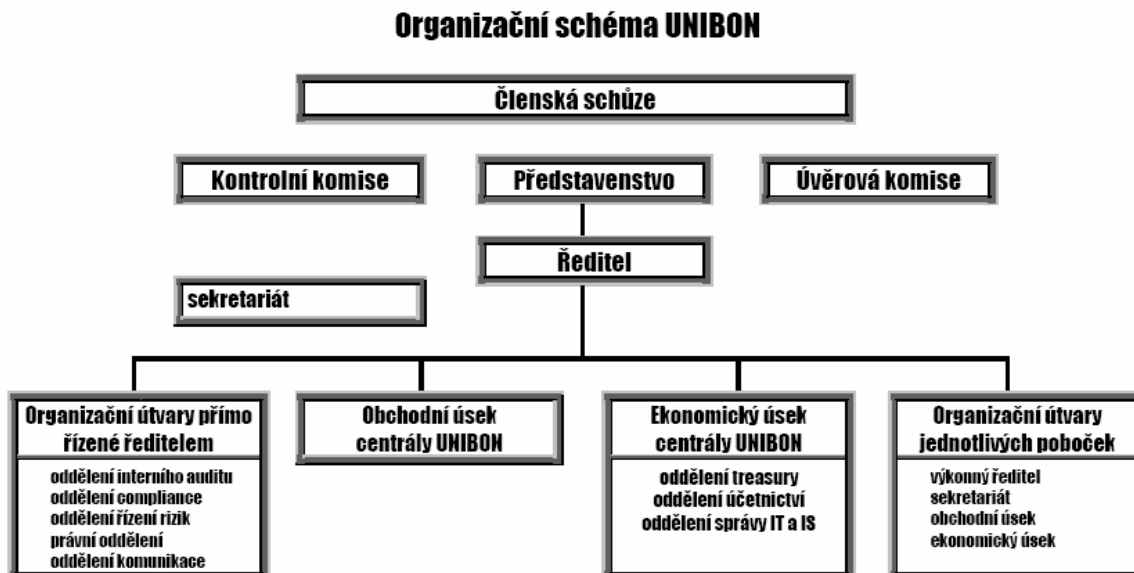 Organizační schéma UNIBON
Členská schůze
Kontrolní komise
Představenstvo
Úvěrová komise
Ředitel
sekretariát
Organizační útvary přímo
řízené ředitelem
oddělení interního auditu
oddělení compliance
oddělení řízení rizik
právní oddělení
oddělení komunikace
Obchodní úsek
centrály UNIBON
Ekonomický úsek
centrály UNIBON
oddělení treasury
oddělení účetnictví
oddělení správy IT a IS
Organizační útvary
jednotlivých poboček
výkonný ředitel
sekretariát
obchodní úsek
ekonomický úsek